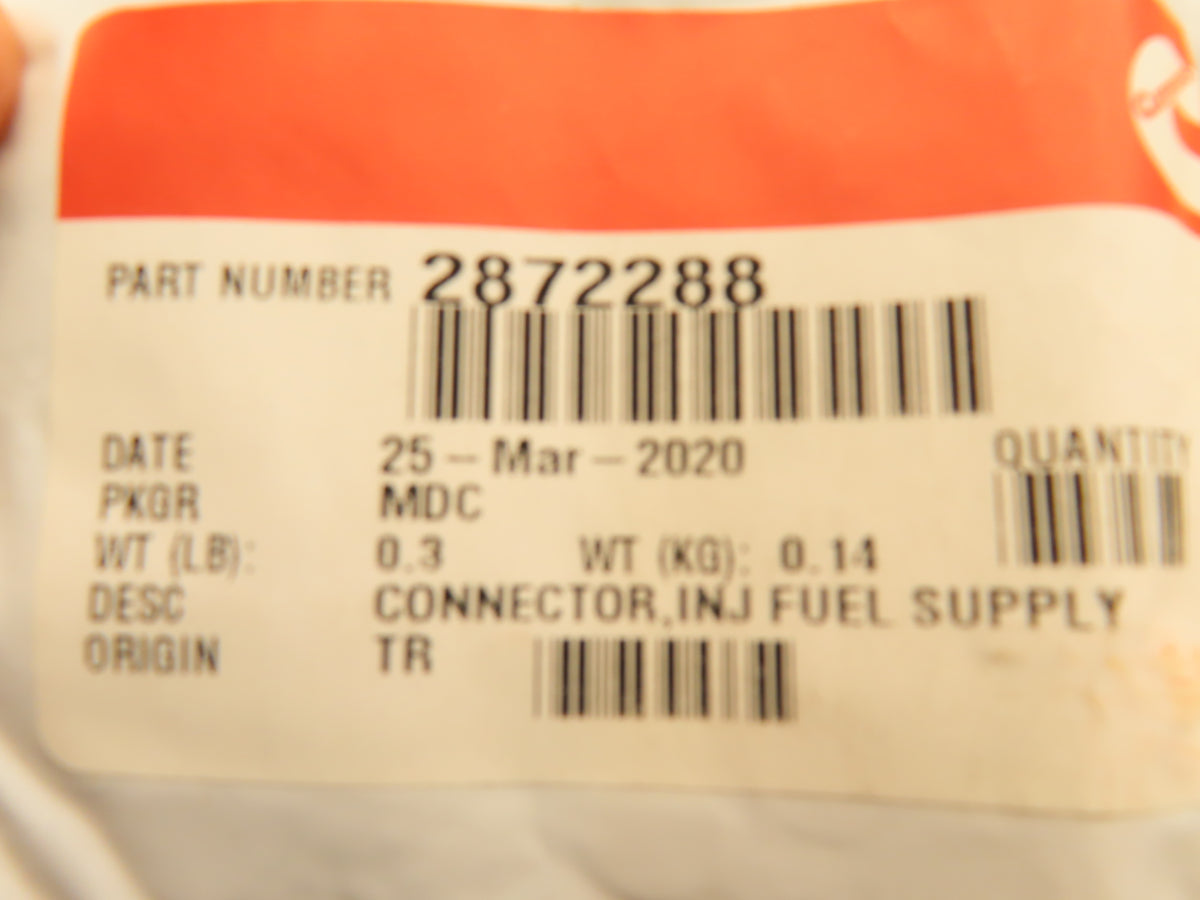 PART NUMBER 2872288
DATE 25-Mar-2020 QUANTITY
PKGR MDC
WT (LB): 0.3 WT (KG): 0.14
DESC CONNECTOR,INJ FUEL SUPPLY
ORIGIN TR